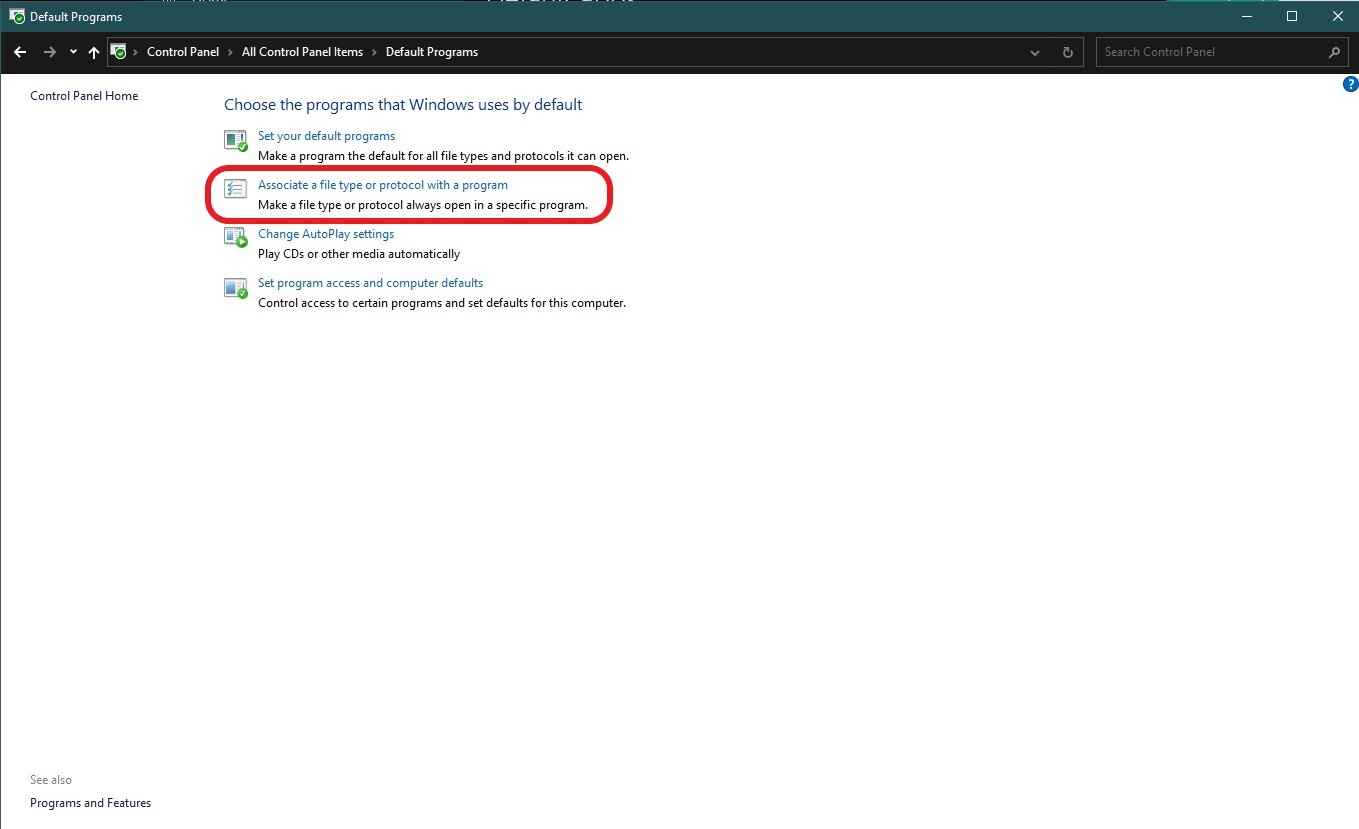 Default Programs
Control Panel > All Control Panel Items > Default Programs
Search Control Panel
?
Control Panel Home
Choose the programs that Windows uses by default
Set your default programs
Make a program the default for all file types and protocols it can open.
Associate a file type or protocol with a program
Make a file type or protocol always open in a specific program.
Change AutoPlay settings
Play CDs or other media automatically
Set program access and computer defaults
Control access to certain programs and set defaults for this computer.
See also
Programs and Features